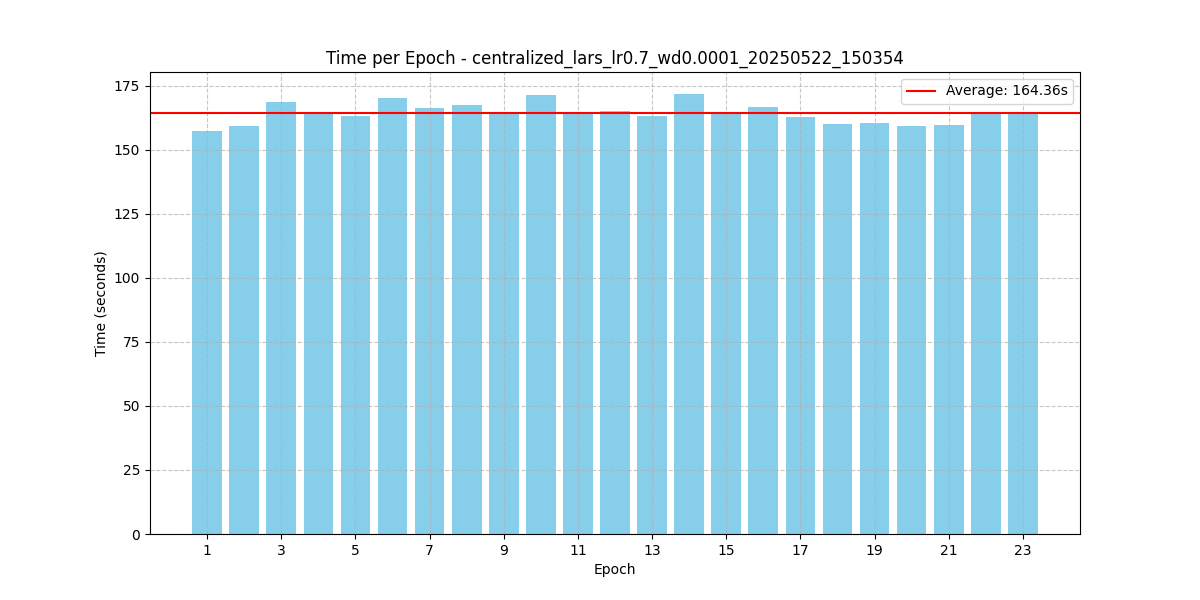 Time per Epoch - centralized_lars_lr0.7_wd0.0001_20250522_150354
Average: 164.36s
175
150
125
100
75
50
25
0
Time (seconds)
1 3 5 7 9 11 13 15 17 19 21 23
Epoch